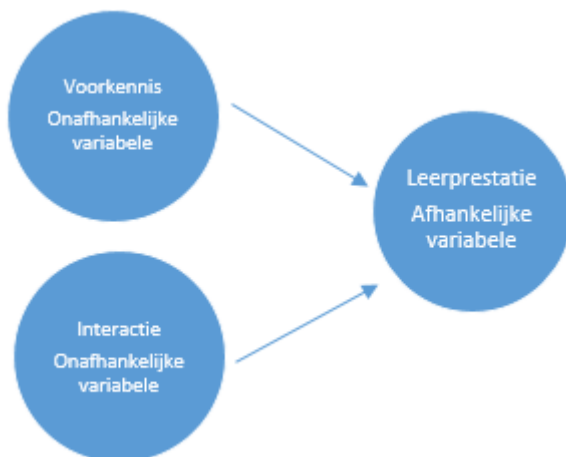 Voorkennis
Onafhankelijke
variabele
Leerprestatie
Afhankelijke
variabele
Interactie
Onafhankelijke
variabele